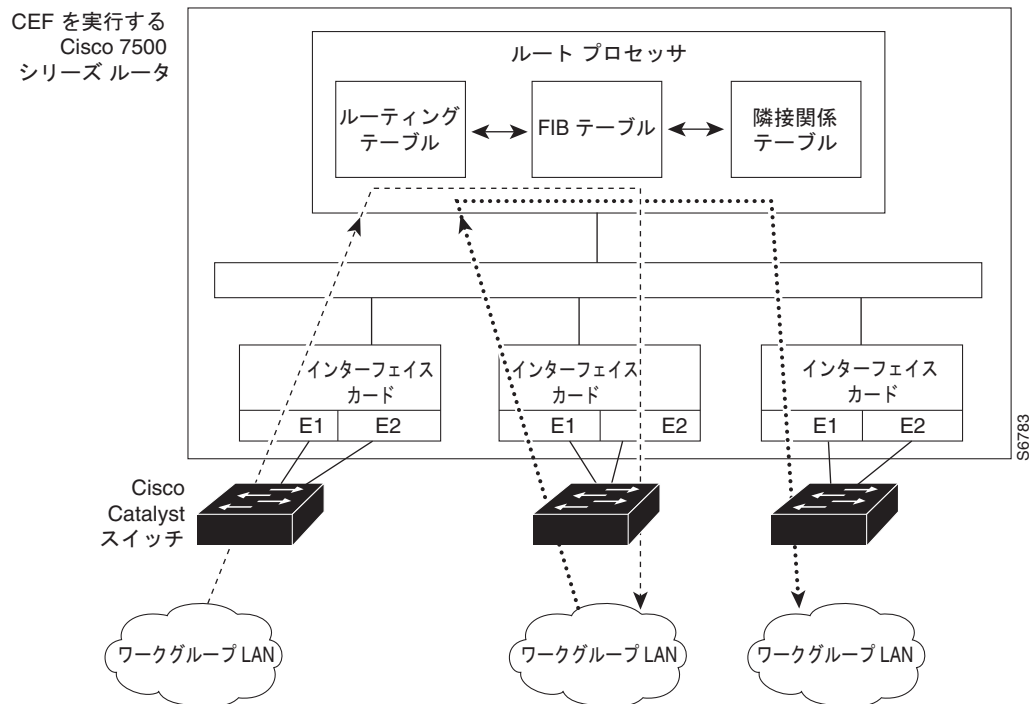 CEF を実行する
Cisco 7500
シリーズ ルータ
ルート プロセッサ
ルーティング
テーブル
FIB テーブル
隣接関係
テーブル
インターフェイス
カード
E1
E2
インターフェイス
カード
E1
E2
インターフェイス
カード
E1
E2
S6783
Cisco
Catalyst
スイッチ
ワークグループ LAN
ワークグループ LAN
ワークグループ LAN